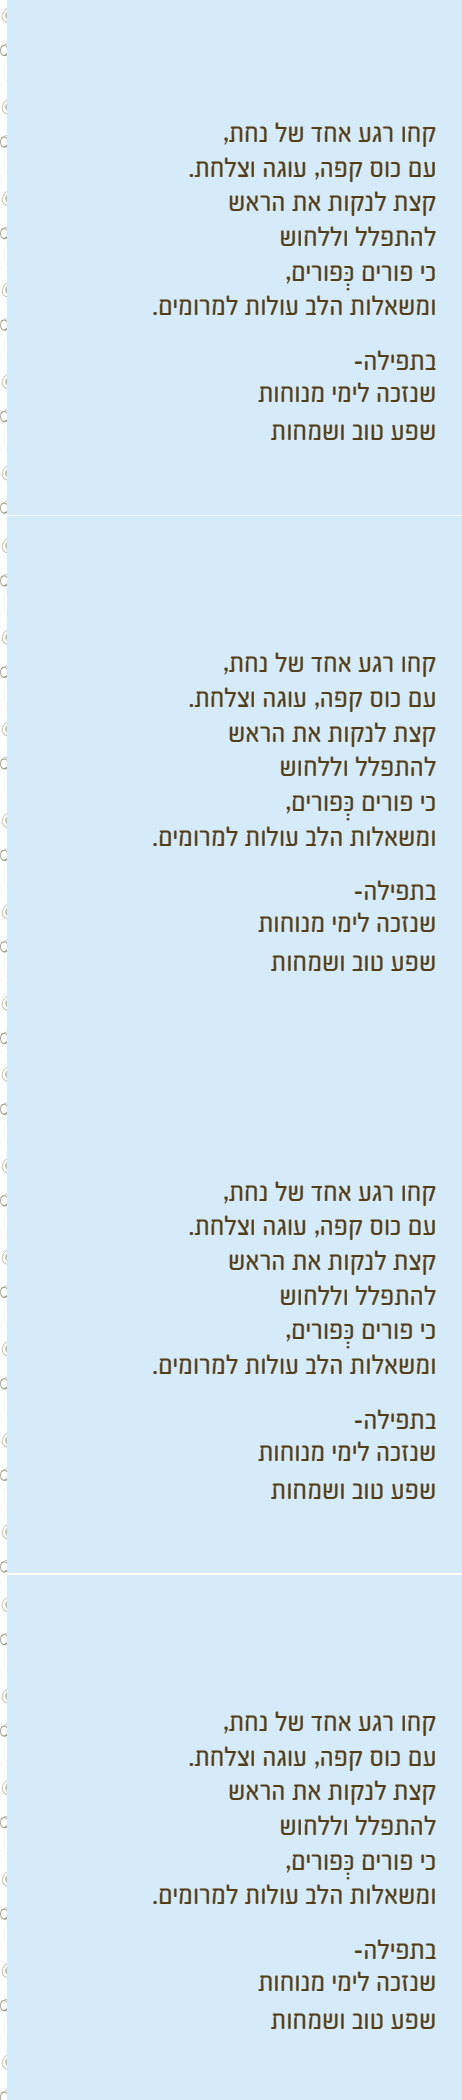 קחו רגע אחד של נחת,
עם כוס קפה, עוגה וצלחת.
קצת לנקות את הראש
להתפלל וללחוש
כי פורים כְּפורים,
ומשאלות הלב עולות למרומים.
בתפילה-
שנזכה לימי מנוחות
שפע טוב ושמחות
קחו רגע אחד של נחת,
עם כוס קפה, עוגה וצלחת.
קצת לנקות את הראש
להתפלל וללחוש
כי פורים כְּפורים,
ומשאלות הלב עולות למרומים.
בתפילה-
שנזכה לימי מנוחות
שפע טוב ושמחות
קחו רגע אחד של נחת,
עם כוס קפה, עוגה וצלחת.
קצת לנקות את הראש
להתפלל וללחוש
כי פורים כְּפורים,
ומשאלות הלב עולות למרומים.
בתפילה-
שנזכה לימי מנוחות
שפע טוב ושמחות
קחו רגע אחד של נחת,
עם כוס קפה, עוגה וצלחת.
קצת לנקות את הראש
להתפלל וללחוש
כי פורים כְּפורים,
ומשאלות הלב עולות למרומים.
בתפילה-
שנזכה לימי מנוחות
שפע טוב ושמחות